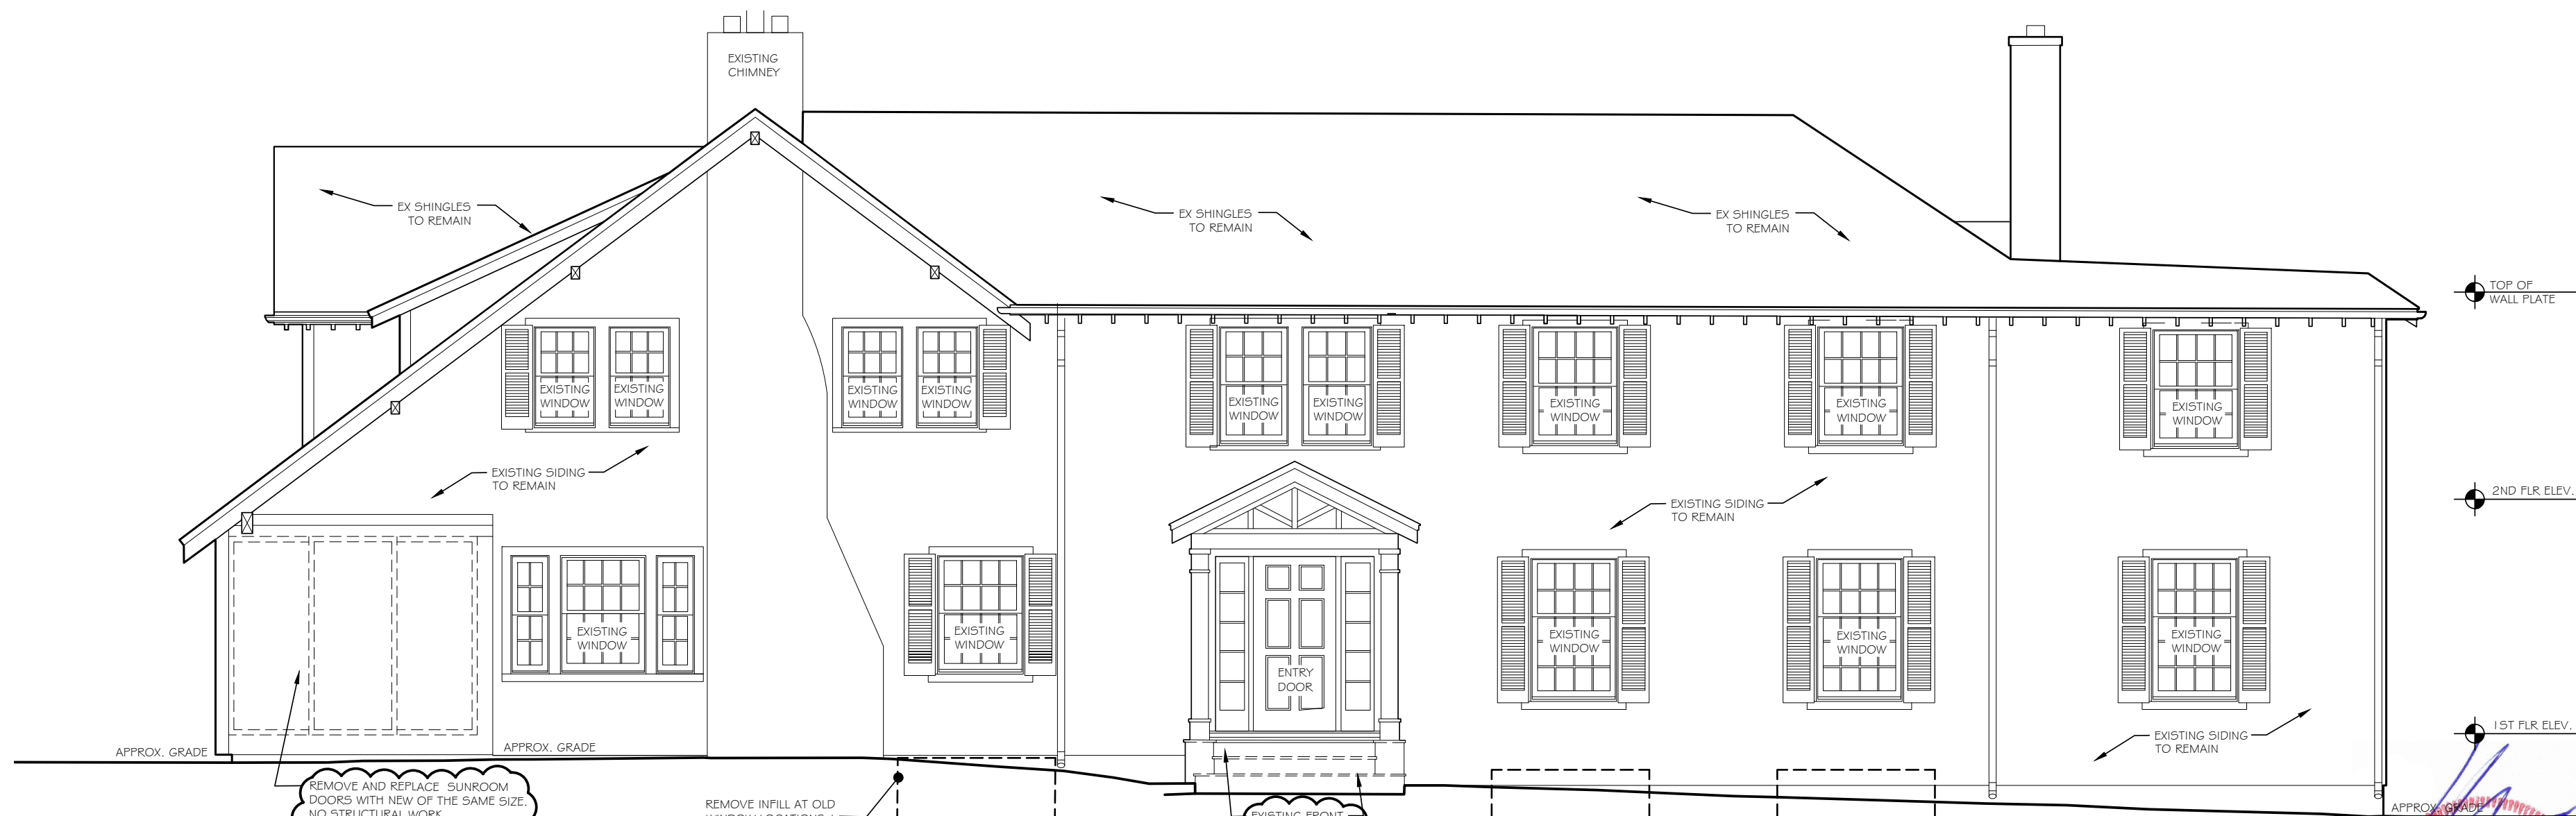 EXISTING
CHIMNEY
EX SHINGLES
TO REMAIN
EX SHINGLES
TO REMAIN
EX SHINGLES
TO REMAIN
TOP OF
WALL PLATE
EXISTING
WINDOW
EXISTING
WINDOW
EXISTING
WINDOW
EXISTING
WINDOW
EXISTING
WINDOW
EXISTING
WINDOW
EXISTING
WINDOW
EXISTING
WINDOW
EXISTING
WINDOW
EXISTING SIDING
TO REMAIN
EXISTING SIDING
TO REMAIN
2ND FLR ELEV.
EXISTING
WINDOW
EXISTING
WINDOW
ENTRY
DOOR
EXISTING
WINDOW
EXISTING
WINDOW
EXISTING
WINDOW
EXISTING SIDING
TO REMAIN
1ST FLR ELEV.
APPROX. GRADE
APPROX. GRADE
REMOVE AND REPLACE SUNROOM
DOORS WITH NEW OF THE SAME SIZE.
NO STRUCTURAL WORK
REMOVE INFILL AT OLD
WINDOW LOCATIONS
EXISTING FRONT
APPROX. GRADE